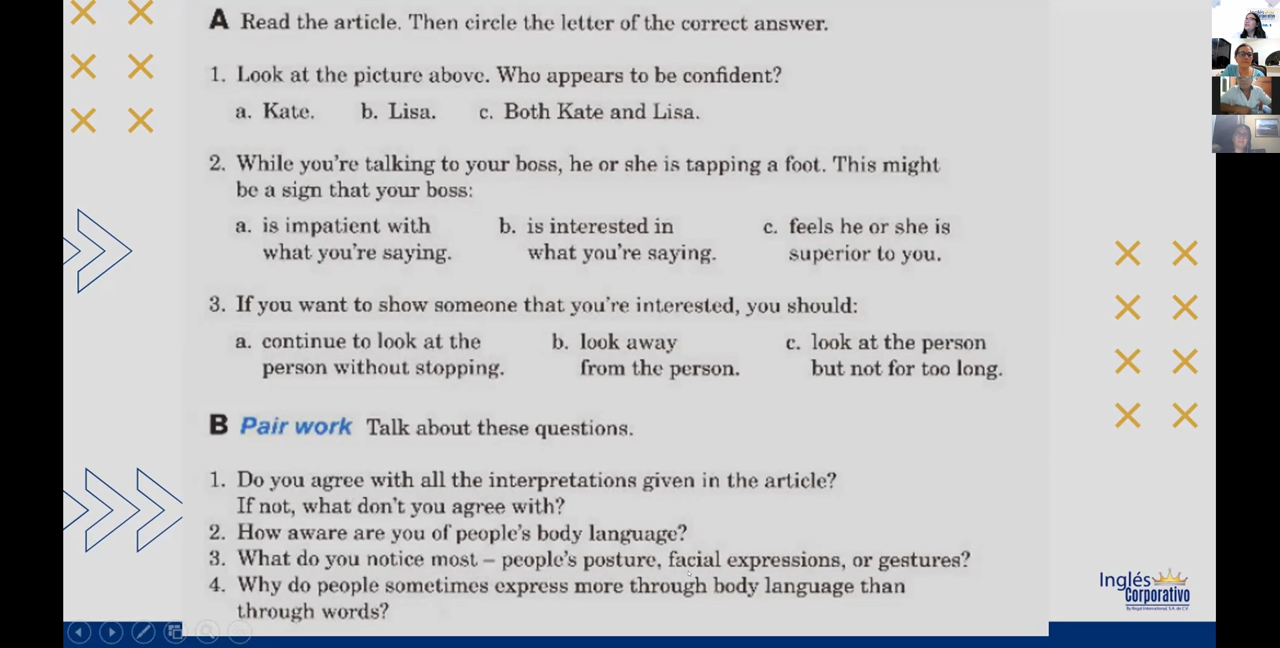 A Read the article. Then circle the letter of the correct answer.
1. Look at the picture above. Who appears to be confident?
a. Kate. b. Lisa. c. Both Kate and Lisa.
2. While you're talking to your boss, he or she is tapping a foot. This might
be a sign that your boss:
a. is impatient with b. is interested in c. feels he or she is
what you're saying. what you're saying. superior to you.
3. If you want to show someone that you're interested, you should:
a. continue to look at the b. look away c. look at the person
person without stopping. from the person. but not for too long.
B Pair work Talk about these questions.
1. Do you agree with all the interpretations given in the article?
If not, what don't you agree with?
2. How aware are you of people's body language?
3. What do you notice most – people's posture, facial expressions, or gestures?
4. Why do people sometimes express more through body language than
through words?
Inglés
Corporativo